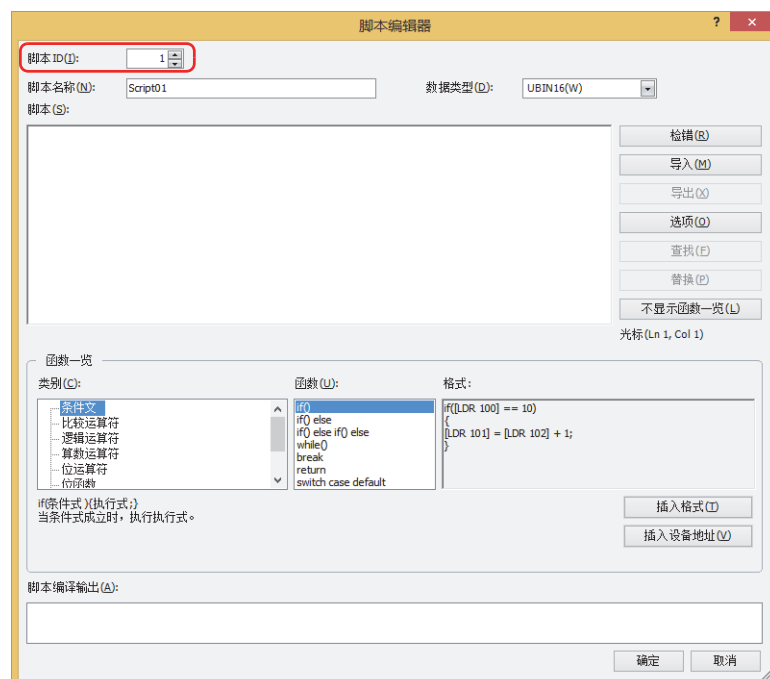 脚本编辑器
? ×
脚本 ID(I): 1
脚本名称(N): Script01 数据类型(D): UBIN16(W)
脚本(S):
检错(R)
导入(M)
导出(X)
选项(O)
查找(F)
替换(P)
不显示函数一览(L)
光标(Ln 1, Col 1)
函数一览
类别(C):
条件文
比较运算符
逻辑运算符
算数运算符
位运算符
位函数
函数(U):
if()
if() else
if() else if() else
while()
break
return
switch case default
格式:
if([LDR 100] == 10)
{
[LDR 101] = [LDR 102] + 1;
}
if(条件式){执行式;}
当条件式成立时，执行执行式。
插入格式(T)
插入设备地址(V)
脚本编译输出(A):
确定 取消